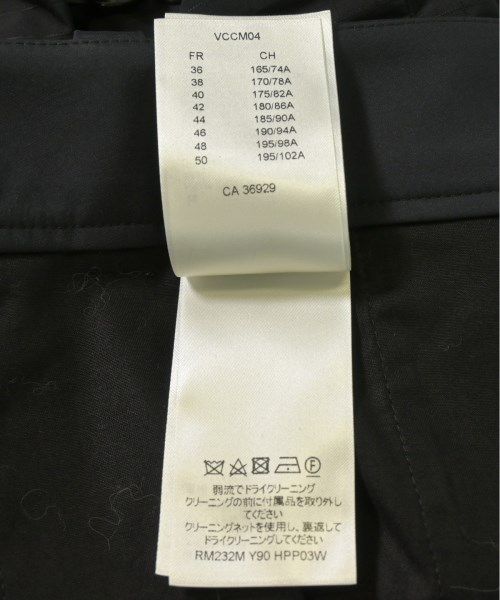 VCCM04
FR CH
36 165/74A
38 170/78A
40 175/82A
42 180/86A
44 185/90A
46 190/94A
48 195/98A
50 195/102A
CA 36929
F
弱流でドライクリーニング
クリーニングの前に付属品を取り外し
てください
クリーニングネットを使用し、裏返して
ドライクリーニングしてください
RM232M Y90 HPP03W